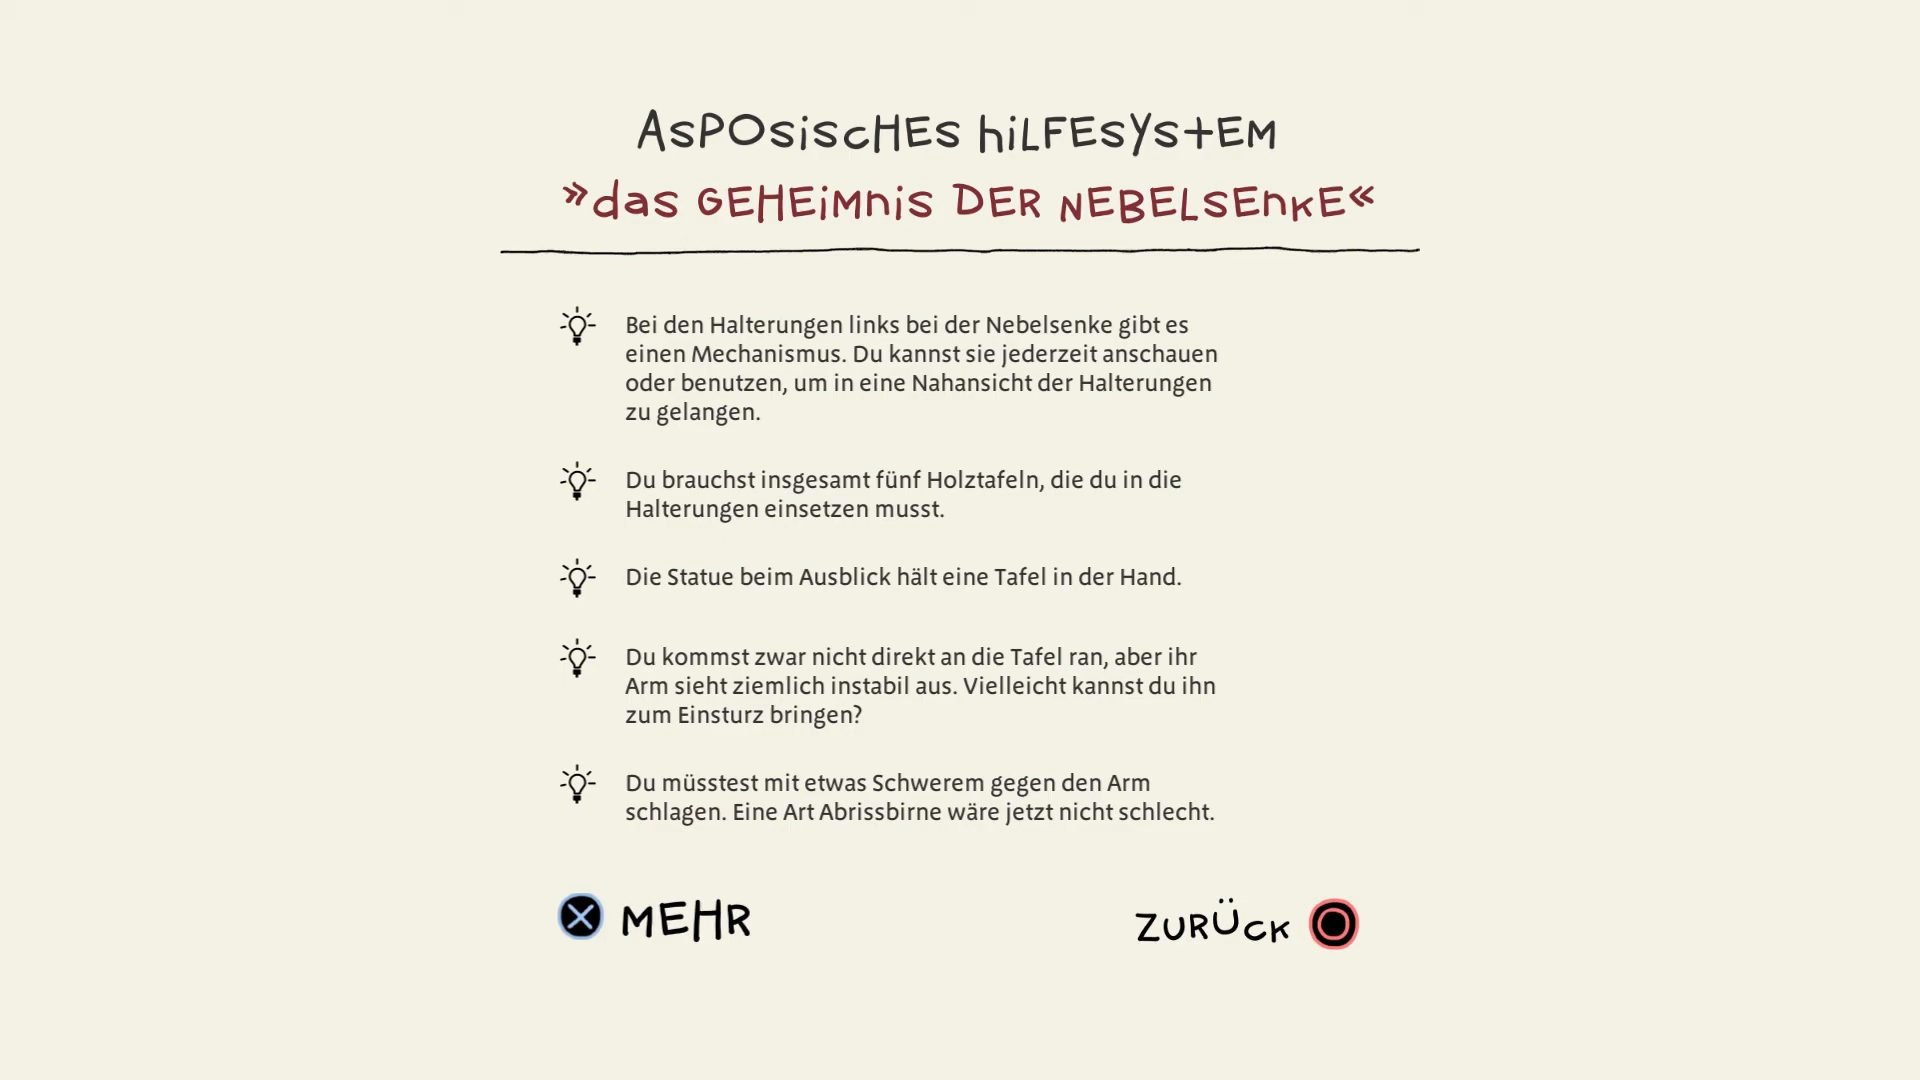 Asposisches Hilfesystem
»Das Geheimnis der Nebelsenke«
Bei den Halterungen links bei der Nebelsenke gibt es
einen Mechanismus. Du kannst sie jederzeit anschauen
oder benutzen, um in eine Nahansicht der Halterungen
zu gelangen.
Du brauchst insgesamt fünf Holztafeln, die du in die
Halterungen einsetzen musst.
Die Statue beim Ausblick hält eine Tafel in der Hand.
Du kommst zwar nicht direkt an die Tafel ran, aber ihr
Arm sieht ziemlich instabil aus. Vielleicht kannst du ihn
zum Einsturz bringen?
Du müsstest mit etwas Schwerem gegen den Arm
schlagen. Eine Art Abrissbirne wäre jetzt nicht schlecht.
Mehr
Zurück